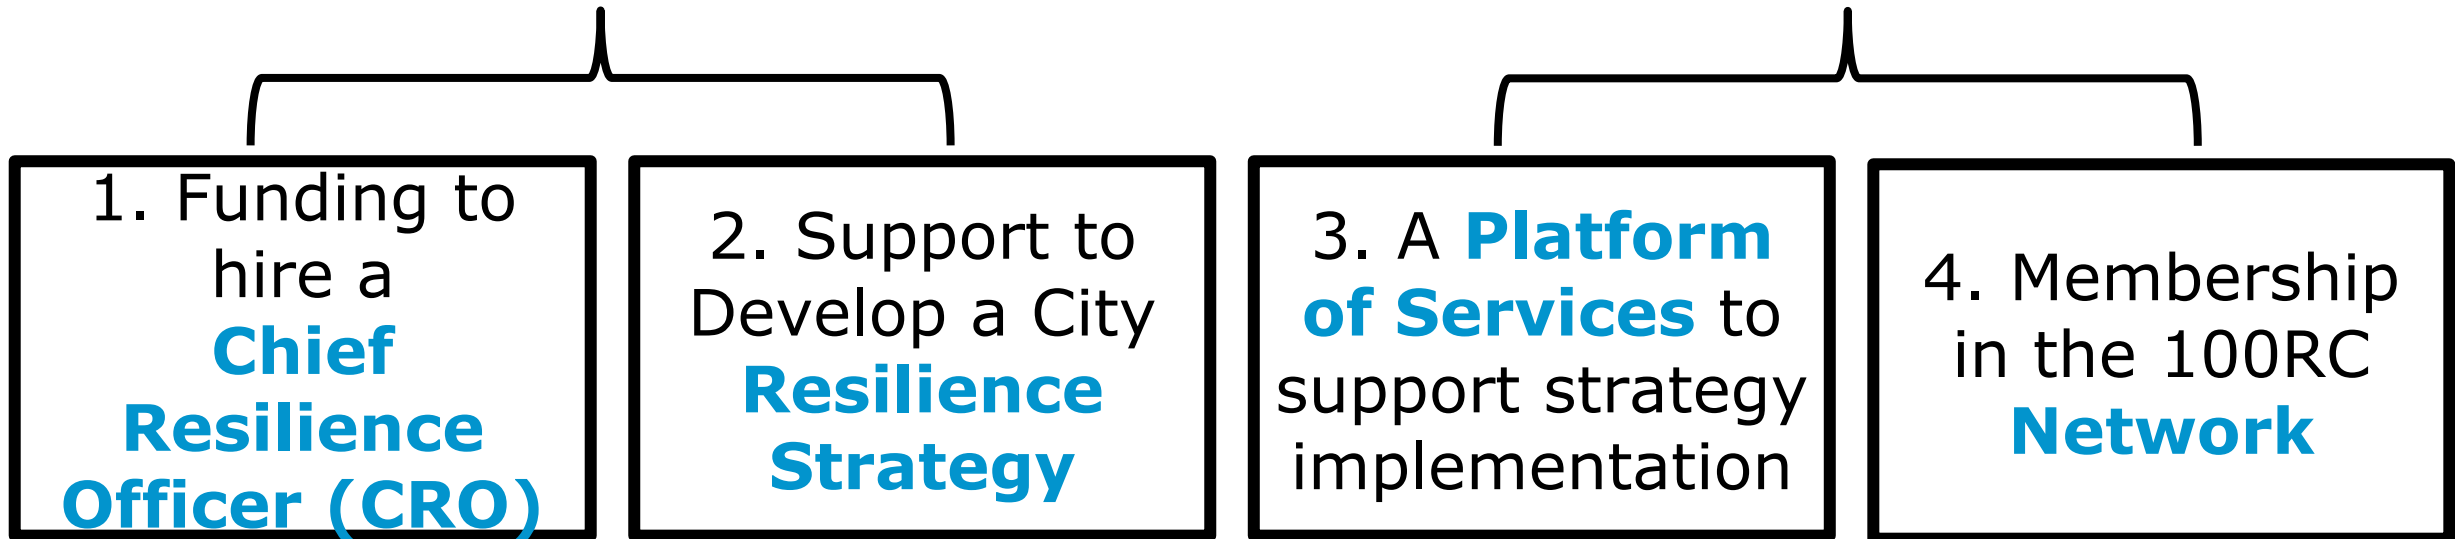 1. Funding to
hire a
Chief
Resilience
Officer (CRO)
2. Support to
Develop a City
Resilience
Strategy
3. A Platform
of Services to
support strategy
implementation
4. Membership
in the 100RC
Network